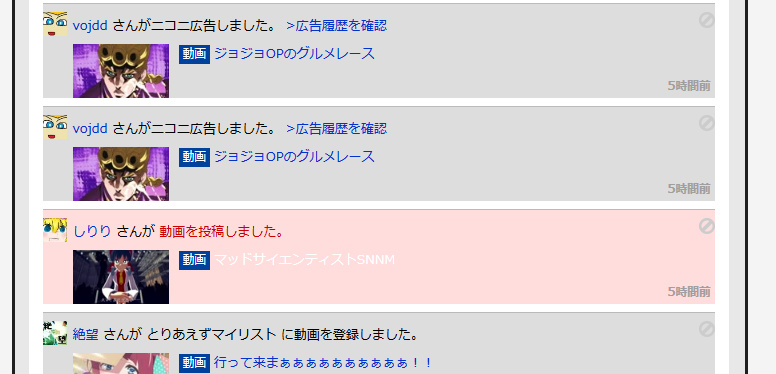 vojdd さんがニコニ広告しました。 >広告履歴を確認
動画 ジョジョOPのグルメレース
5時間前
vojdd さんがニコニ広告しました。 >広告履歴を確認
動画 ジョジョOPのグルメレース
5時間前
しりり さんが 動画を投稿しました。
動画 マッドサイエンティストSNNM
5時間前
絶望 さんが とりあえずマイリスト に動画を登録しました。
動画 行って来まぁぁぁぁぁぁぁぁぁぁ！！